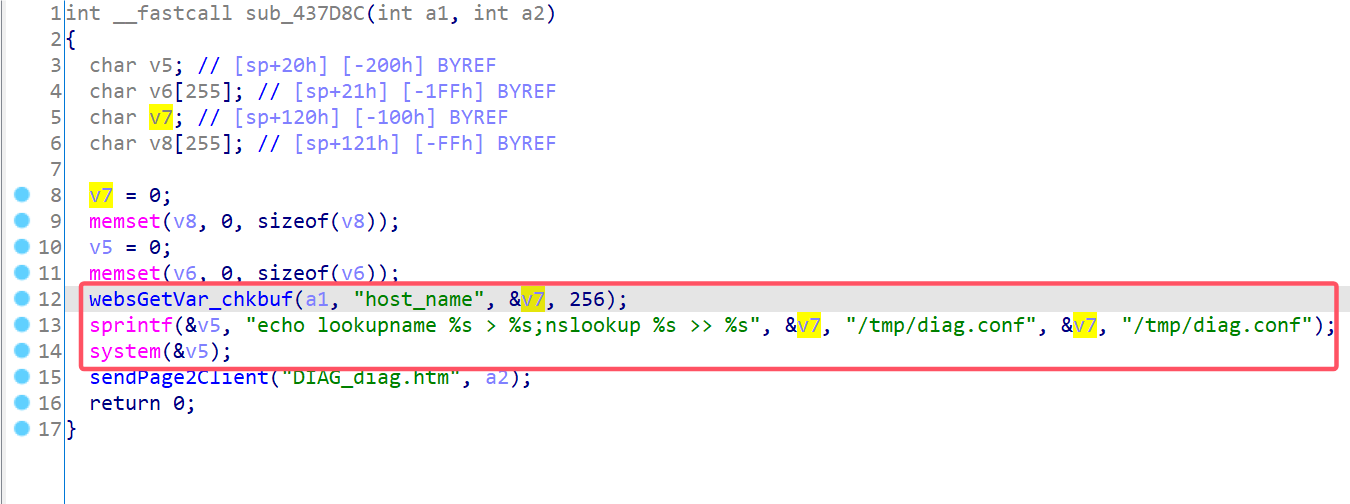 1 int __fastcall sub_437D8C(int a1, int a2)
2 {
3   char v5; // [sp+20h] [-200h] BYREF
4   char v6[255]; // [sp+21h] [-1FFh] BYREF
5   char v7; // [sp+120h] [-100h] BYREF
6   char v8[255]; // [sp+121h] [-FFh] BYREF
7
8   v7 = 0;
9   memset(v8, 0, sizeof(v8));
10   v5 = 0;
11   memset(v6, 0, sizeof(v6));
12   websGetVar_chkbuf(a1, "host_name", &v7, 256);
13   sprintf(&v5, "echo lookupname %s > %s;nslookup %s >> %s", &v7, "/tmp/diag.conf", &v7, "/tmp/diag.conf");
14   system(&v5);
15   sendPage2Client("DIAG_diag.htm", a2);
16   return 0;
17 }